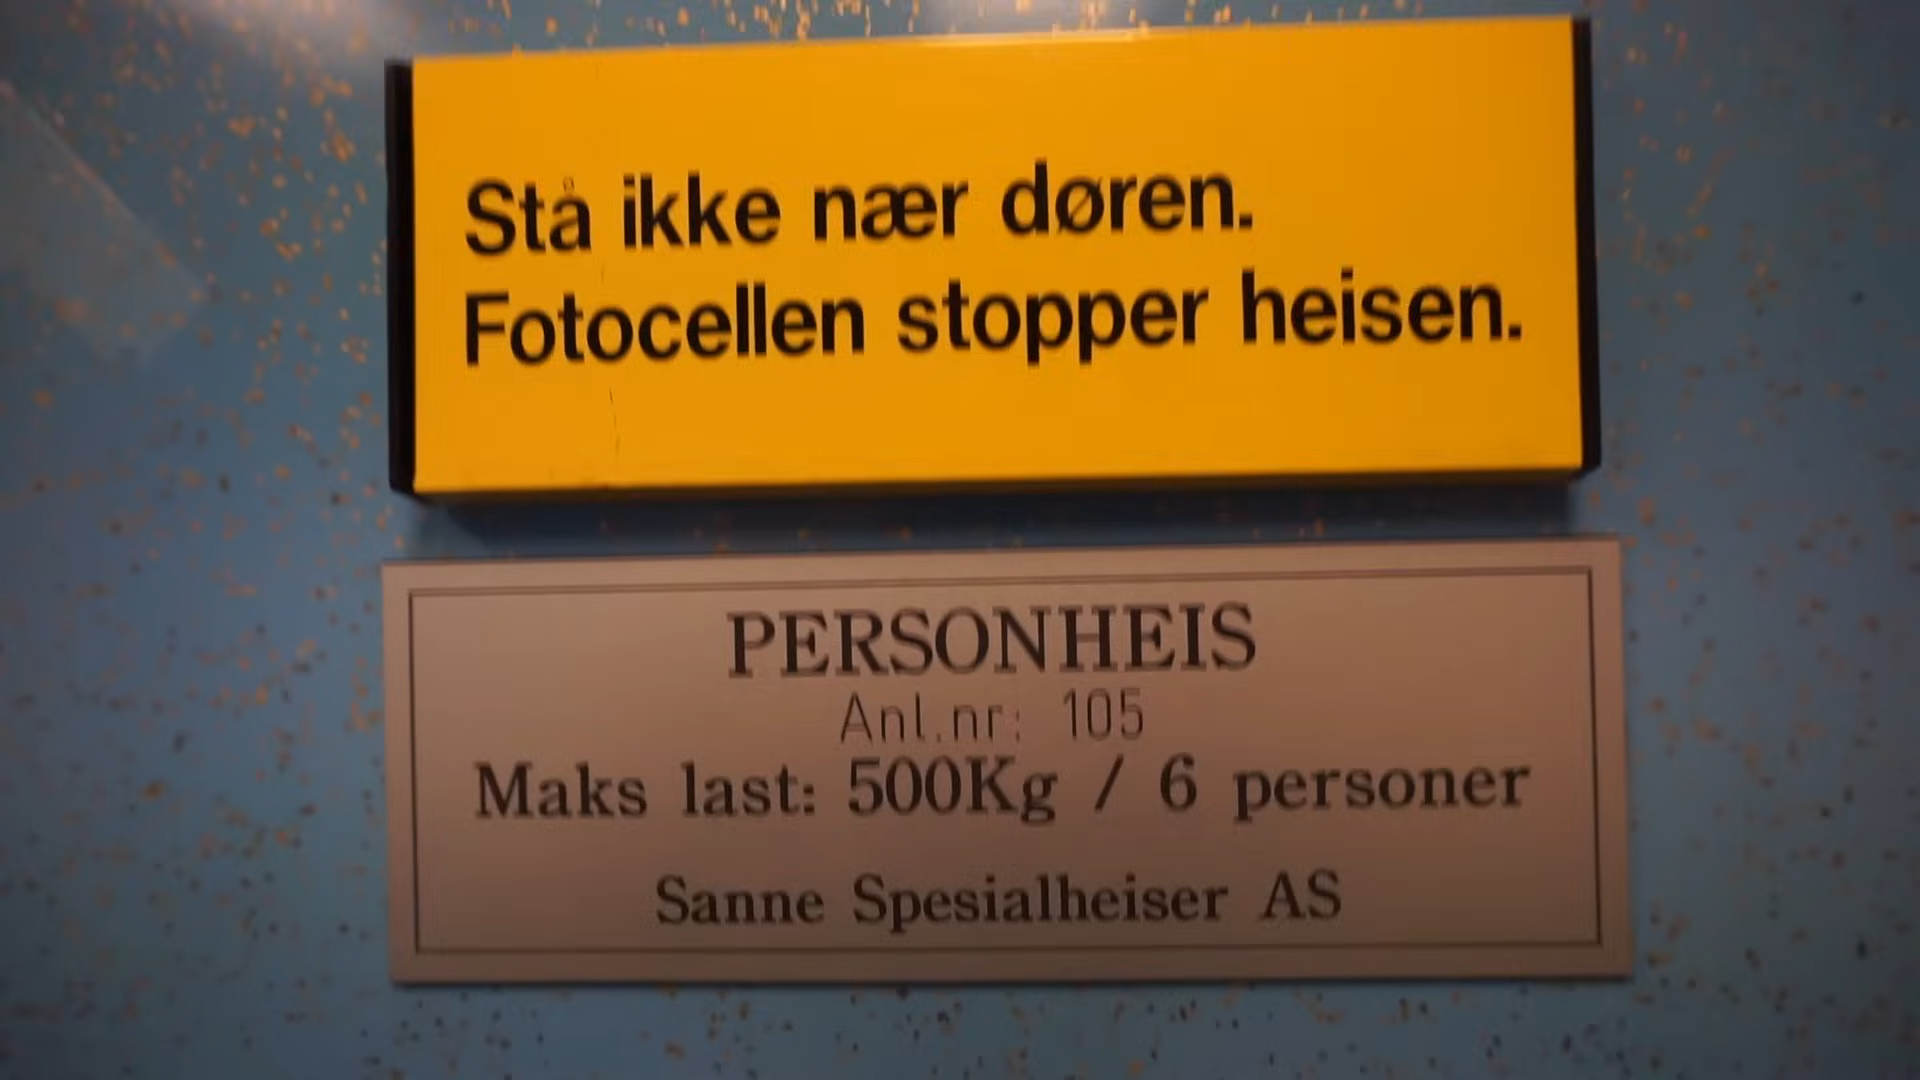 Stå ikke nær døren.
Fotocellen stopper heisen.
PERSONHEIS
Anl.nr: 105
Maks last: 500Kg / 6 personer
Sanne Spesialheiser AS